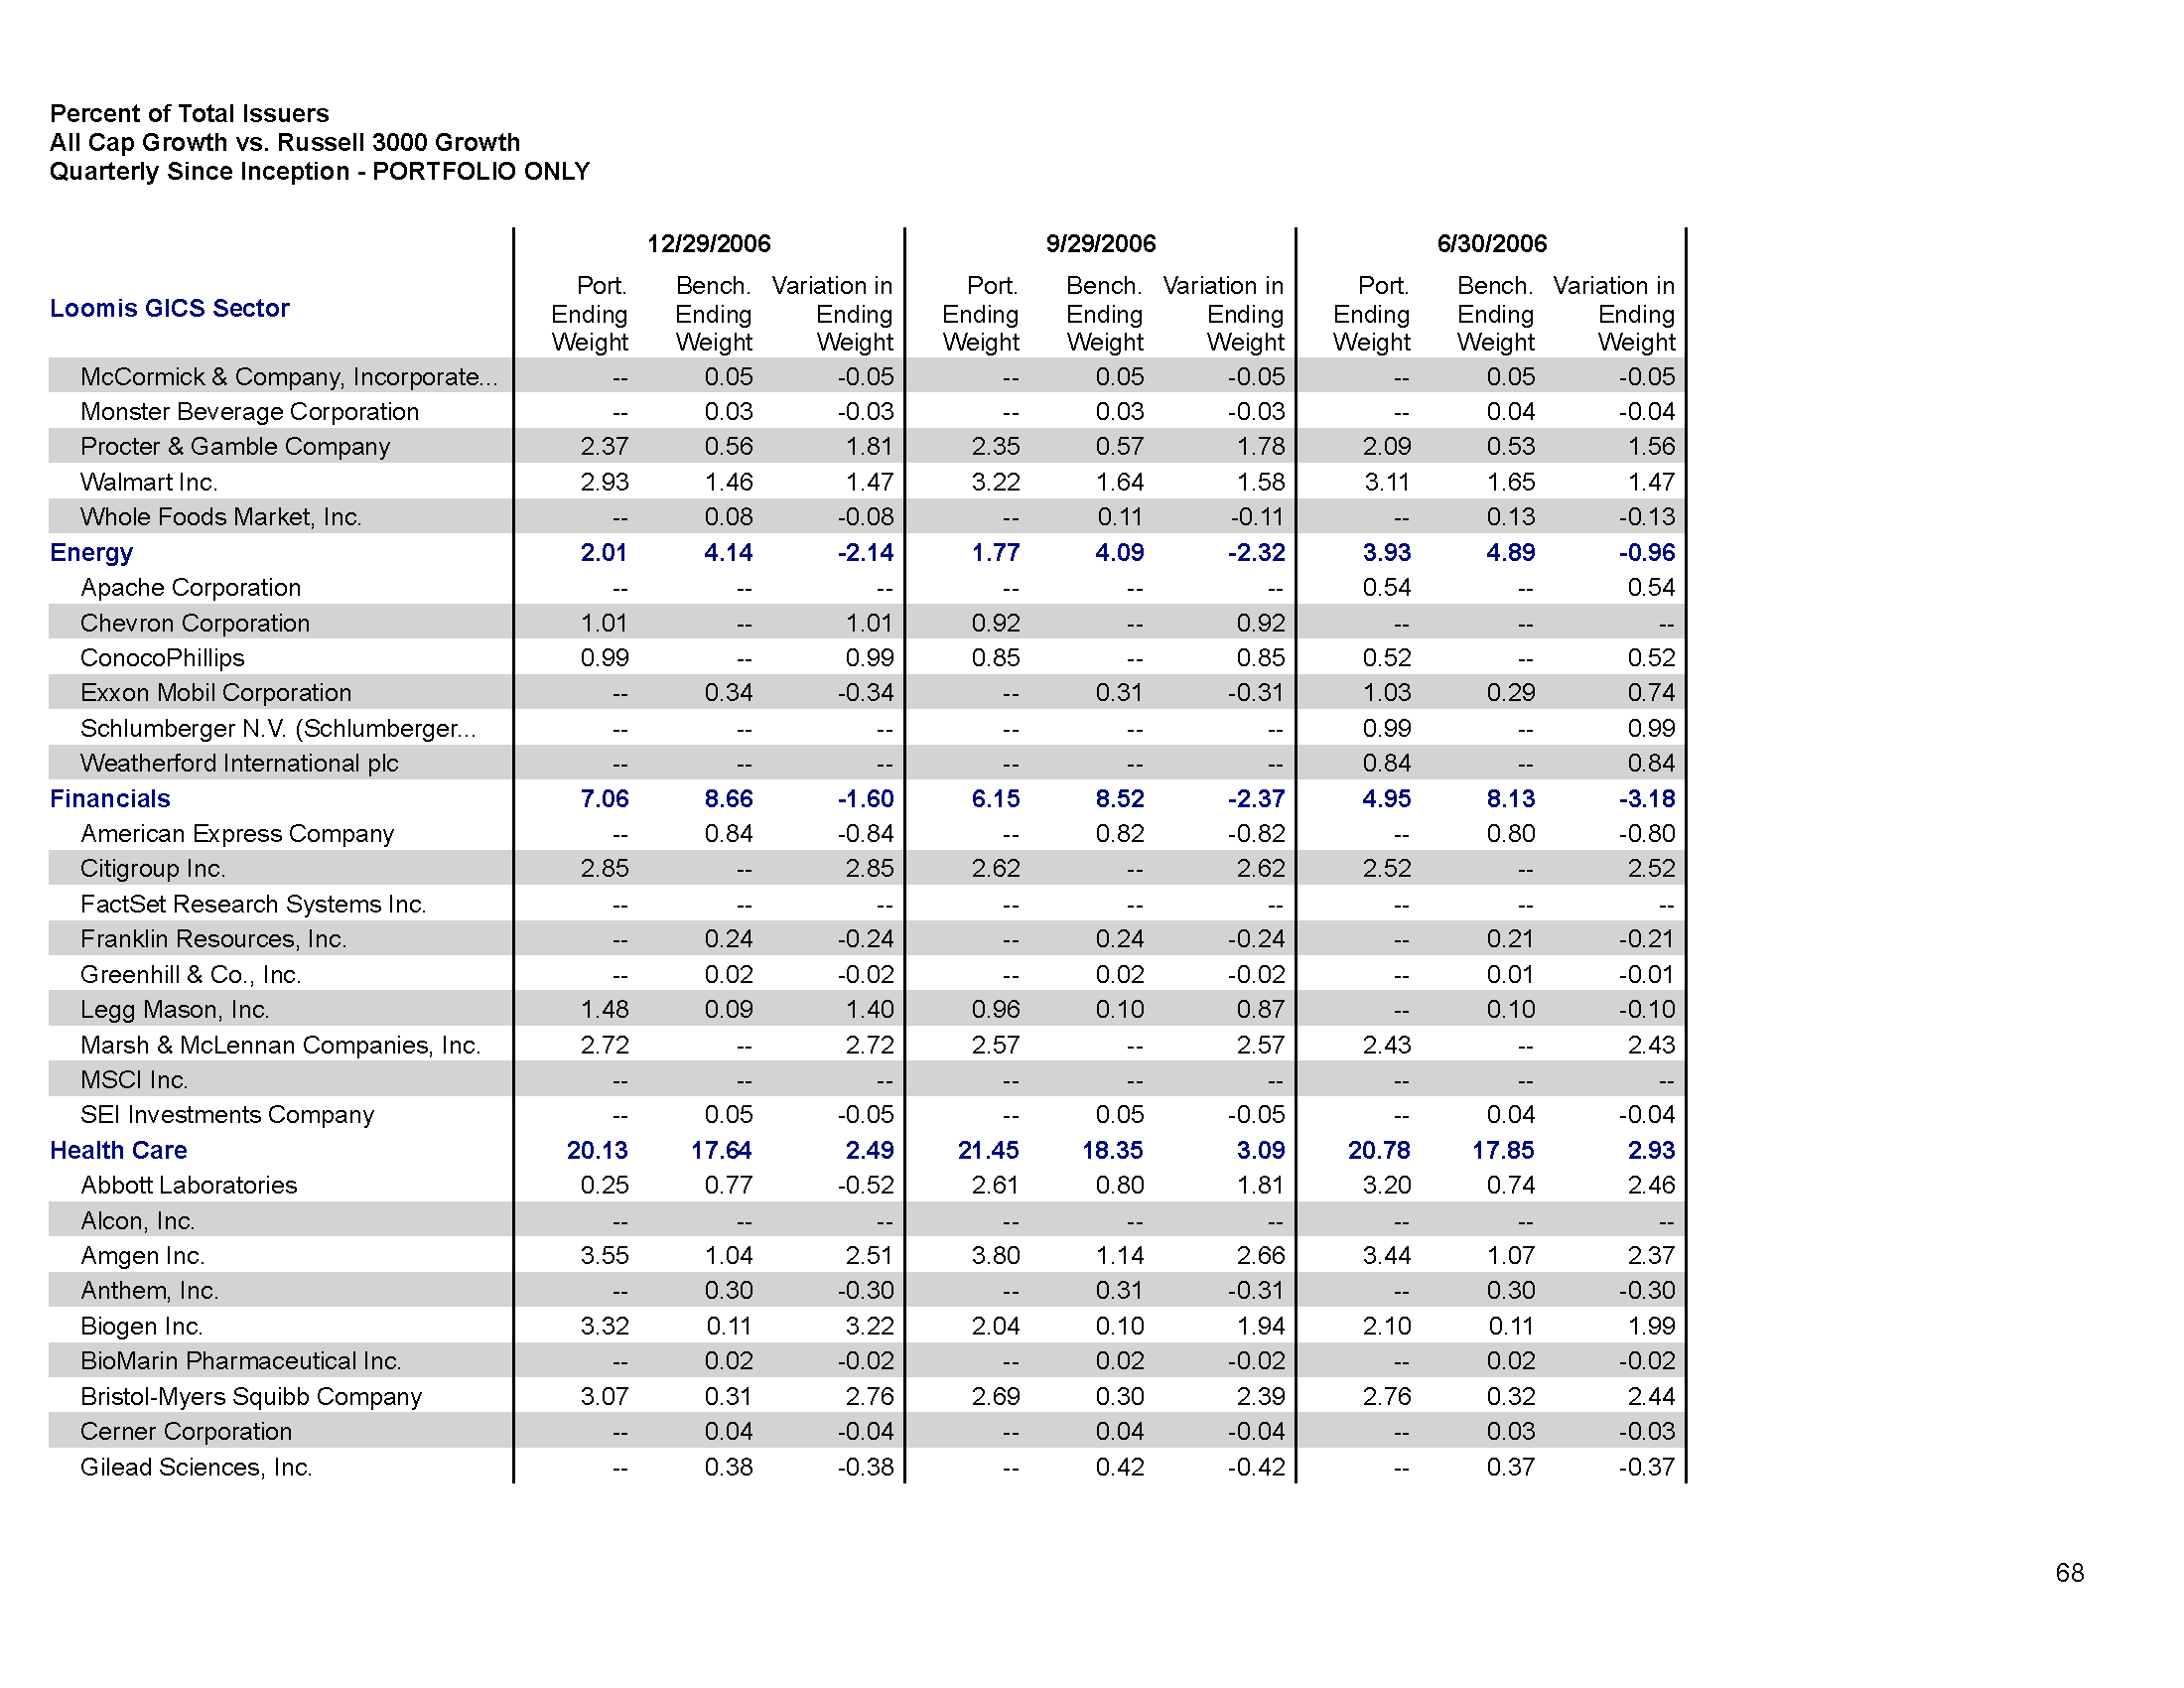 Percent of Total Issuers
All Cap Growth vs. Russell 3000 Growth
Quarterly Since Inception - PORTFOLIO ONLY
12/29/2006 9/29/2006 6/30/2006
Loomis GICS Sector
Port. Bench. Variation in Port. Bench. Variation in Port. Bench. Variation in
Ending Ending Ending Ending Ending Ending Ending Ending Ending
Weight Weight Weight Weight Weight Weight Weight Weight Weight
McCormick & Company, Incorporate... -- 0.05 -0.05 -- 0.05 -0.05 -- 0.05 -0.05
Monster Beverage Corporation -- 0.03 -0.03 -- 0.03 -0.03 -- 0.04 -0.04
Procter & Gamble Company 2.37 0.56 1.81 2.35 0.57 1.78 2.09 0.53 1.56
Walmart Inc. 2.93 1.46 1.47 3.22 1.64 1.58 3.11 1.65 1.47
Whole Foods Market, Inc. -- 0.08 -0.08 -- 0.11 -0.11 -- 0.13 -0.13
Energy 2.01 4.14 -2.14 1.77 4.09 -2.32 3.93 4.89 -0.96
Apache Corporation -- -- -- -- -- -- 0.54 -- 0.54
Chevron Corporation 1.01 -- 1.01 0.92 -- 0.92 -- -- --
ConocoPhillips 0.99 -- 0.99 0.85 -- 0.85 0.52 -- 0.52
Exxon Mobil Corporation -- 0.34 -0.34 -- 0.31 -0.31 1.03 0.29 0.74
Schlumberger N.V. (Schlumberger... -- -- -- -- -- -- 0.99 -- 0.99
Weatherford International plc -- -- -- -- -- -- 0.84 -- 0.84
Financials 7.06 8.66 -1.60 6.15 8.52 -2.37 4.95 8.13 -3.18
American Express Company -- 0.84 -0.84 -- 0.82 -0.82 -- 0.80 -0.80
Citigroup Inc. 2.85 -- 2.85 2.62 -- 2.62 2.52 -- 2.52
FactSet Research Systems Inc. -- -- -- -- -- -- -- -- --
Franklin Resources, Inc. -- 0.24 -0.24 -- 0.24 -0.24 -- 0.21 -0.21
Greenhill & Co., Inc. -- 0.02 -0.02 -- 0.02 -0.02 -- 0.01 -0.01
Legg Mason, Inc. 1.48 0.09 1.40 0.96 0.10 0.87 -- 0.10 -0.10
Marsh & McLennan Companies, Inc. 2.72 -- 2.72 2.57 -- 2.57 2.43 -- 2.43
MSCI Inc. -- -- -- -- -- -- -- -- --
SEI Investments Company -- 0.05 -0.05 -- 0.05 -0.05 -- 0.04 -0.04
Health Care 20.13 17.64 2.49 21.45 18.35 3.09 20.78 17.85 2.93
Abbott Laboratories 0.25 0.77 -0.52 2.61 0.80 1.81 3.20 0.74 2.46
Alcon, Inc. -- -- -- -- -- -- -- -- --
Amgen Inc. 3.55 1.04 2.51 3.80 1.14 2.66 3.44 1.07 2.37
Anthem, Inc. -- 0.30 -0.30 -- 0.31 -0.31 -- 0.30 -0.30
Biogen Inc. 3.32 0.11 3.22 2.04 0.10 1.94 2.10 0.11 1.99
BioMarin Pharmaceutical Inc. -- 0.02 -0.02 -- 0.02 -0.02 -- 0.02 -0.02
Bristol-Myers Squibb Company 3.07 0.31 2.76 2.69 0.30 2.39 2.76 0.32 2.44
Cerner Corporation -- 0.04 -0.04 -- 0.04 -0.04 -- 0.03 -0.03
Gilead Sciences, Inc. -- 0.38 -0.38 -- 0.42 -0.42 -- 0.37 -0.37
68